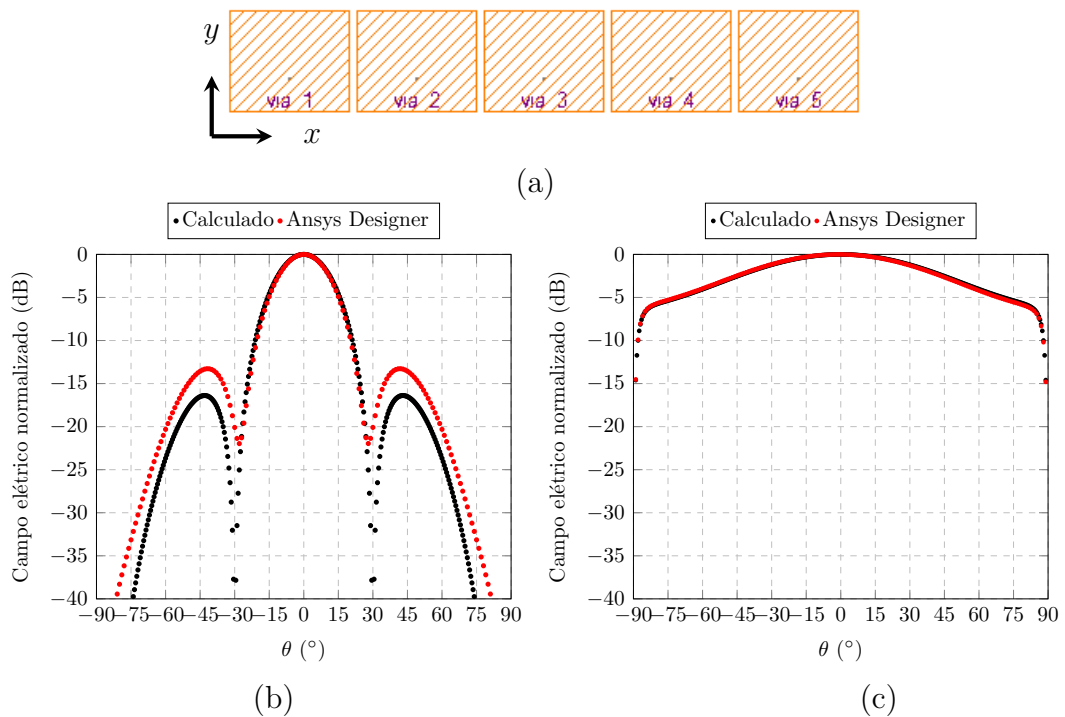 y
via 1 via 2 via 3 via 4 via 5
x
(a)
Calculado Ansys Designer
Campo elétrico normalizado (dB)
0
−5
−10
−15
−20
−25
−30
−35
−40
−90 −75 −60 −45 −30 −15 0 15 30 45 60 75 90
θ (°)
(b)
Calculado Ansys Designer
Campo elétrico normalizado (dB)
0
−5
−10
−15
−20
−25
−30
−35
−40
−90 −75 −60 −45 −30 −15 0 15 30 45 60 75 90
θ (°)
(c)